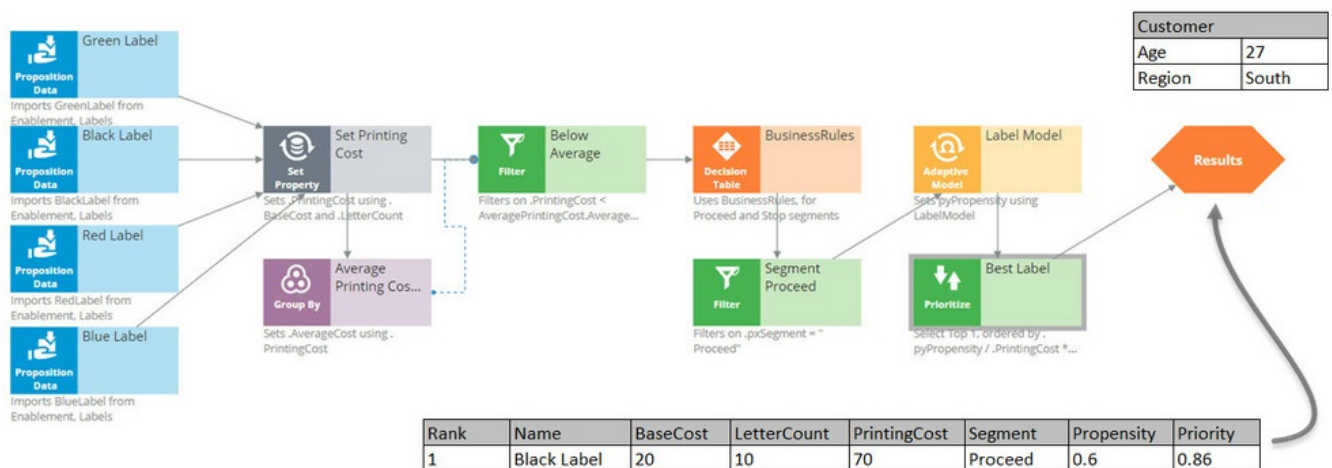 Customer
Age 27
Region South
Green Label
Proposition
Data
Imports GreenLabel from
Enablement, Labels
Black Label
Proposition
Data
Imports BlackLabel from
Enablement, Labels
Red Label
Proposition
Data
Imports RedLabel from
Enablement, Labels
Blue Label
Proposition
Data
Imports BlueLabel from
Enablement, Labels
Set Printing
Cost
Set
Property
Sets .PrintingCost using .
BaseCost and .LetterCount
Average
Printing Cos...
Group By
Sets .AverageCost using .
PrintingCost
Below
Average
Filter
Filters on .PrintingCost <
AveragePrintingCost.Average...
BusinessRules
Decision
Table
Uses BusinessRules, for
Proceed and Stop segments
Segment
Proceed
Filter
Filters on .pxSegment = "
Proceed"
Label Model
Adaptive
Model
Sets pyPropensity using
LabelModel
Best Label
Prioritize
Select Top 1, ordered by .
pyPropensity / .PrintingCost *...
Results
Rank Name BaseCost LetterCount PrintingCost Segment Propensity Priority
1 Black Label 20 10 70 Proceed 0.6 0.86